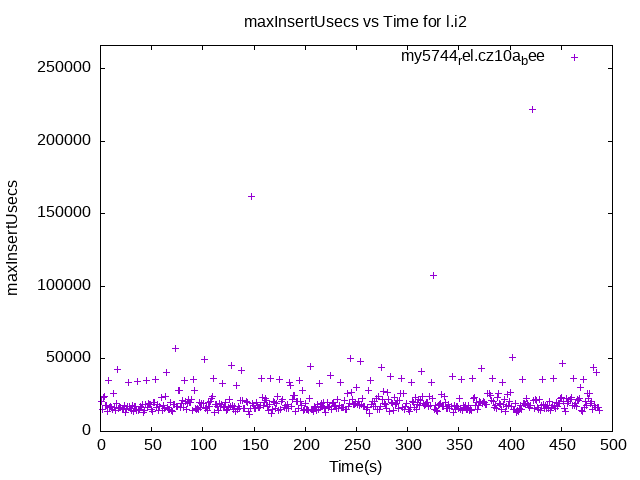 maxInsertUsecs vs Time for l.i2
my5744rel.cz10abee
250000
200000
150000
100000
50000
0
maxInsertUsecs
0 50 100 150 200 250 300 350 400 450 500
Time(s)